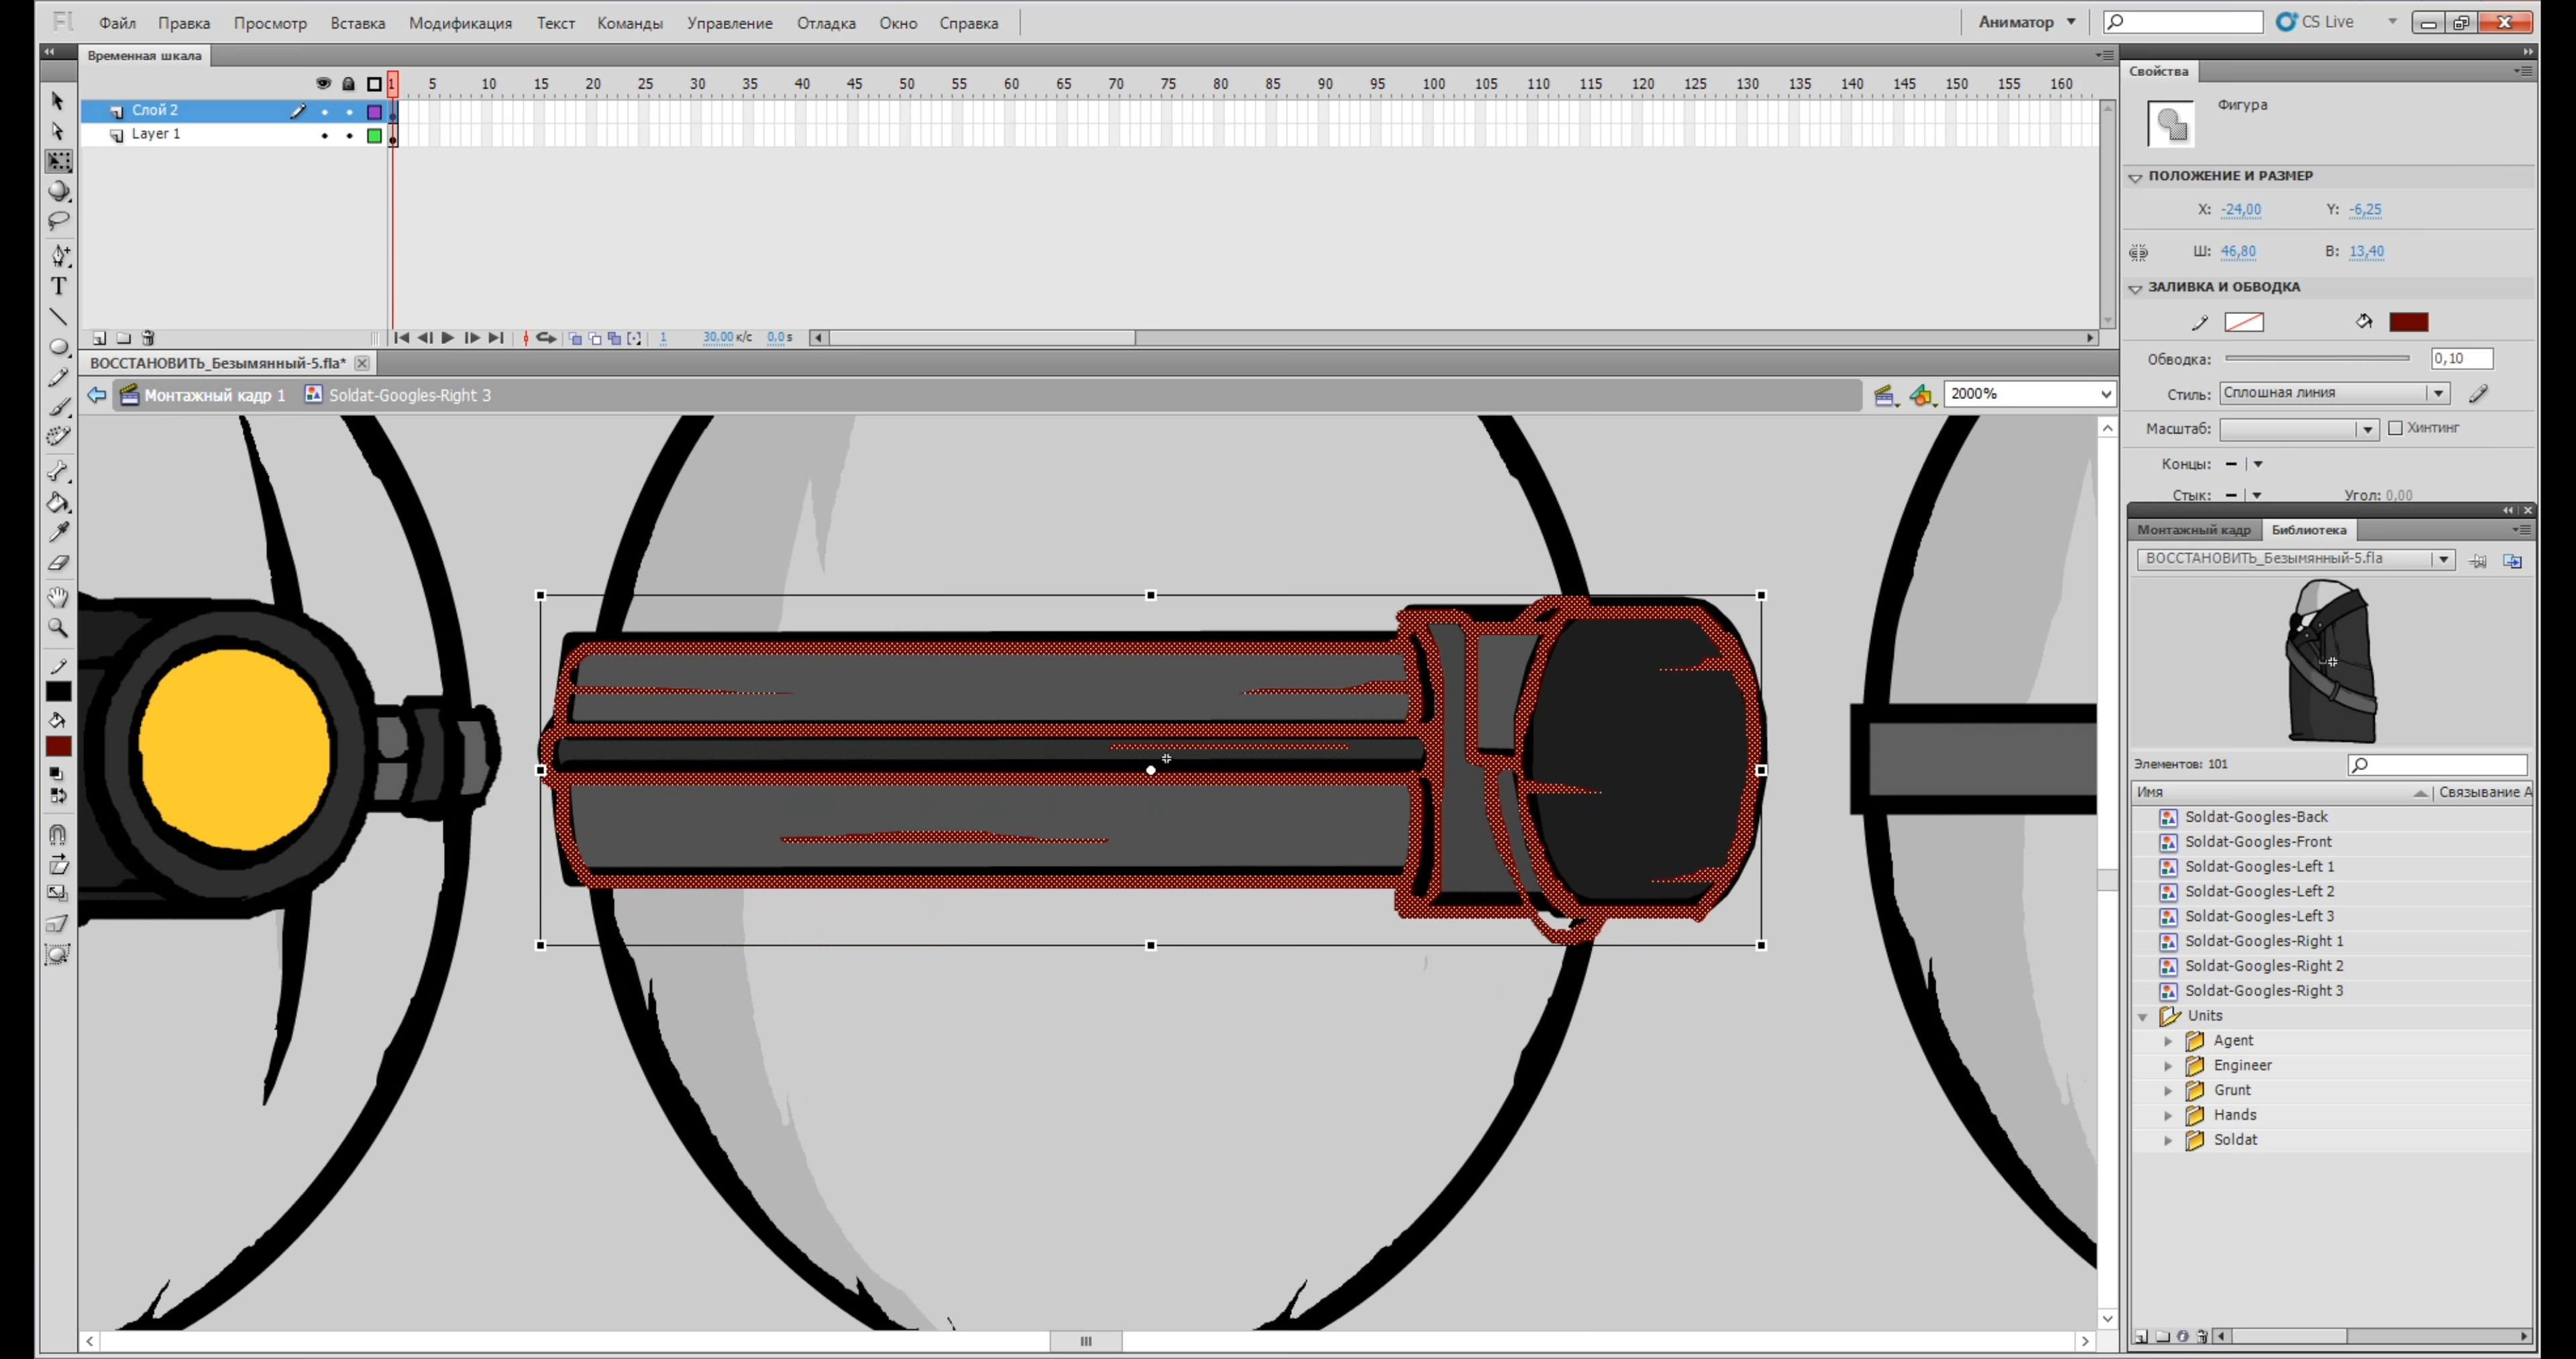 Fl Файл Правка Просмотр Вставка Модификация Текст Команды Управление Отладка Окно Справка Аниматор CS Live
Временная шкала
1 5 10 15 20 25 30 35 40 45 50 55 60 65 70 75 80 85 90 95 100 105 110 115 120 125 130 135 140 145 150 155 160
Слой 2
Layer 1
1 30,00 к/с 0,0 s
ВОССТАНОВИТЬ_Безымянный-5.fla*
Монтажный кадр 1 Soldat-Googles-Right 3 2000%
T
Свойства
Фигура
ПОЛОЖЕНИЕ И РАЗМЕР
X: -24,00 Y: -6,25
Ш: 46,80 В: 13,40
ЗАЛИВКА И ОБВОДКА
Обводка: 0,10
Стиль: Сплошная линия
Масштаб: Хинтинг
Концы:
Стык: Угол: 0,00
Монтажный кадр Библиотека
ВОССТАНОВИТЬ_Безымянный-5.fla
Элементов: 101
Имя Связывание A
Soldat-Googles-Back
Soldat-Googles-Front
Soldat-Googles-Left 1
Soldat-Googles-Left 2
Soldat-Googles-Left 3
Soldat-Googles-Right 1
Soldat-Googles-Right 2
Soldat-Googles-Right 3
Units
Agent
Engineer
Grunt
Hands
Soldat